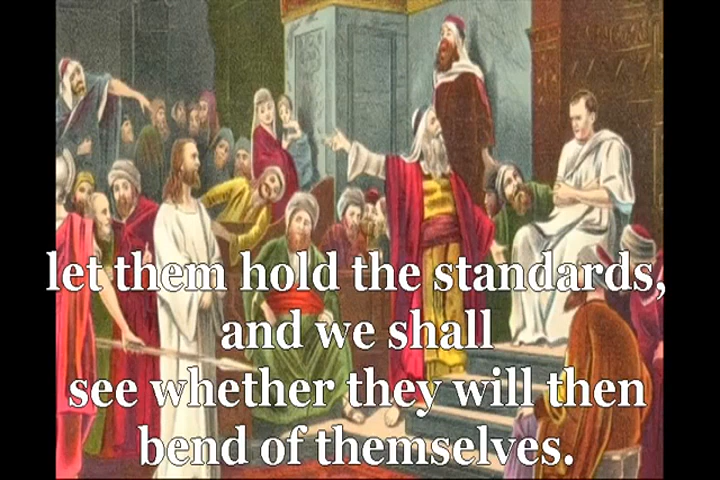 let them hold the standards,
and we shall
see whether they will then
bend of themselves.